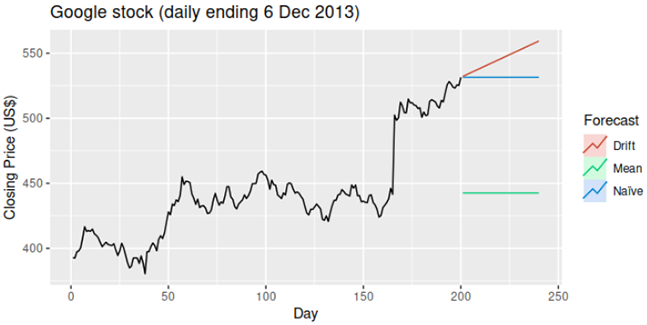 Google stock (daily ending 6 Dec 2013)
Closing Price (US$)
550
500
450
400
0 50 100 150 200 250
Day
Forecast
Drift
Mean
Naïve